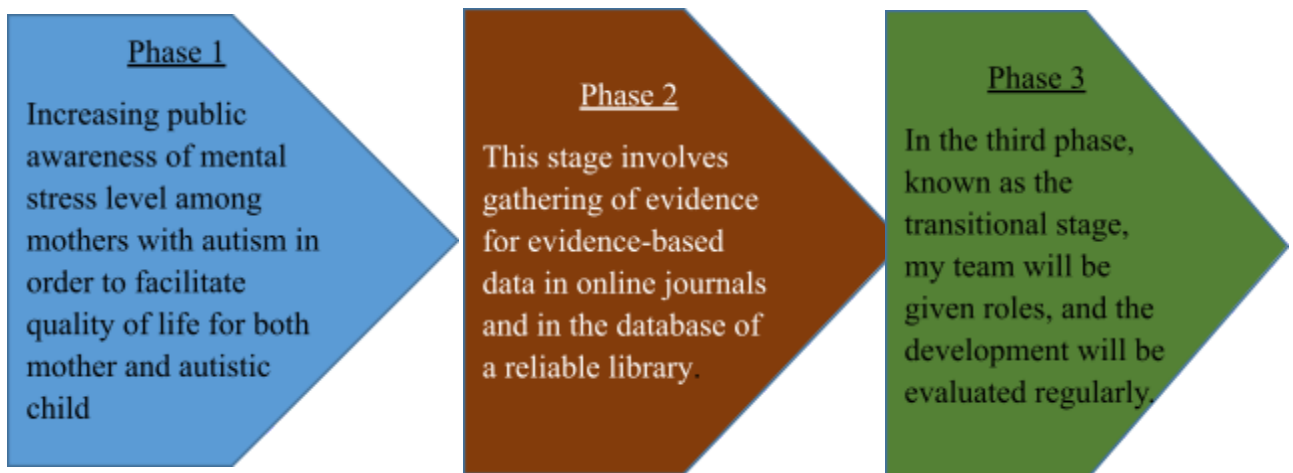 Phase 1
Increasing public
awareness of mental
stress level among
mothers with autism in
order to facilitate
quality of life for both
mother and autistic
child
Phase 2
This stage involves
gathering of evidence
for evidence-based
data in online journals
and in the database of
a reliable library.
Phase 3
In the third phase,
known as the
transitional stage,
my team will be
given roles, and the
development will be
evaluated regularly.